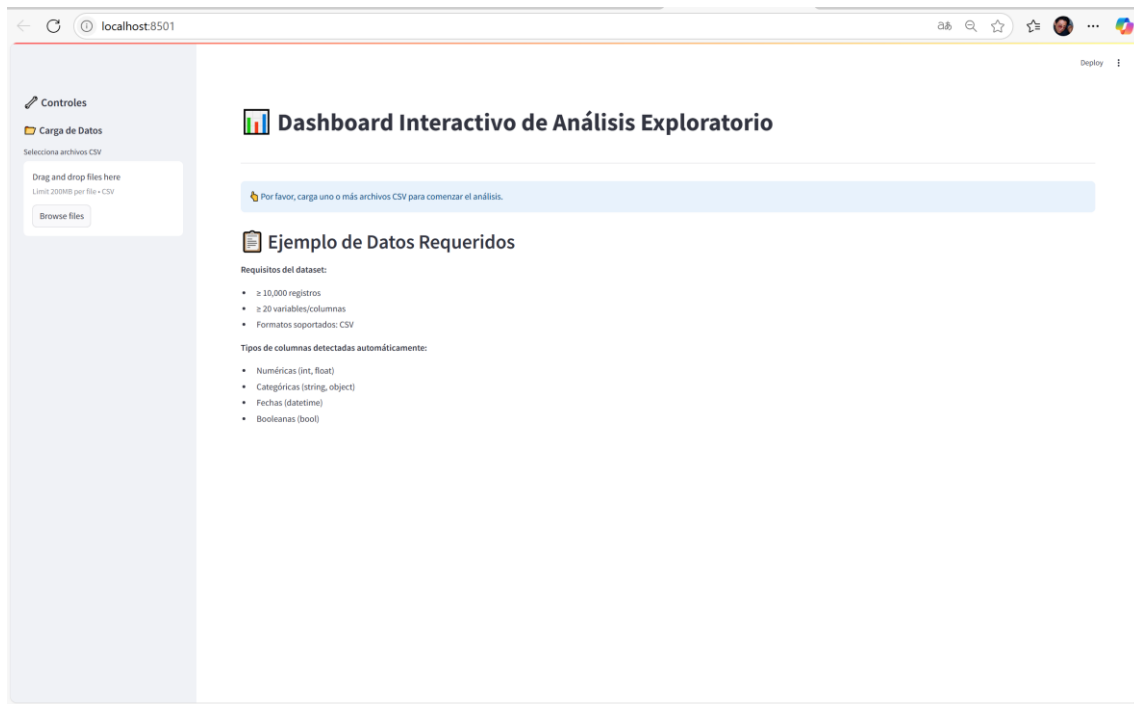 localhost:8501
Deploy
Controles
Carga de Datos
Selecciona archivos CSV
Drag and drop files here
Limit 200MB per file • CSV
Browse files
Dashboard Interactivo de Análisis Exploratorio
Por favor, carga uno o más archivos CSV para comenzar el análisis.
Ejemplo de Datos Requeridos
Requisitos del dataset:
≥ 10,000 registros
≥ 20 variables/columnas
Formatos soportados: CSV
Tipos de columnas detectadas automáticamente:
Numéricas (int, float)
Categóricas (string, object)
Fechas (datetime)
Booleanas (bool)